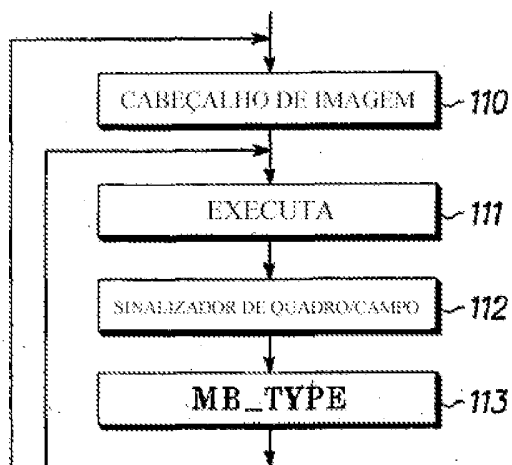 CABEÇALHO DE IMAGEM 110
EXECUTA 111
SINALIZADOR DE QUADRO/CAMPO 112
MB_TYPE 113